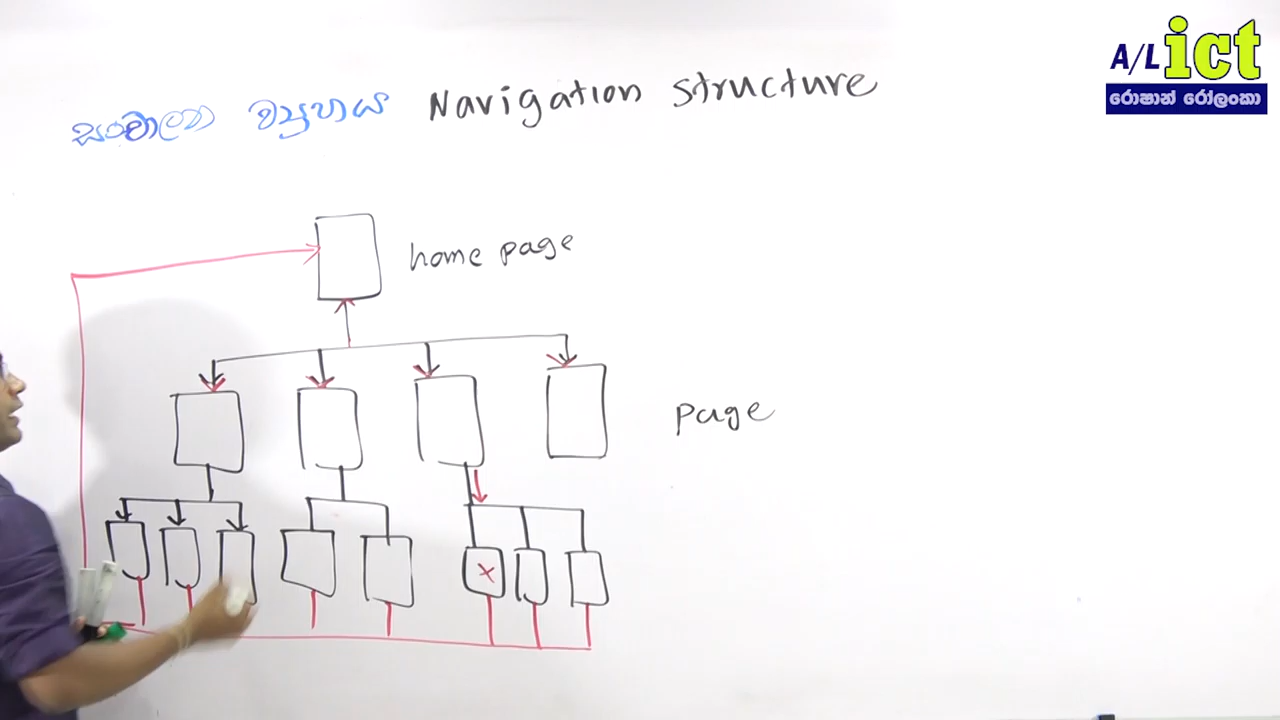 සංචාලන ව්‍යුහය Navigation structure
A/L ict
රොෂාන් රෝලංකා
home page
page
x